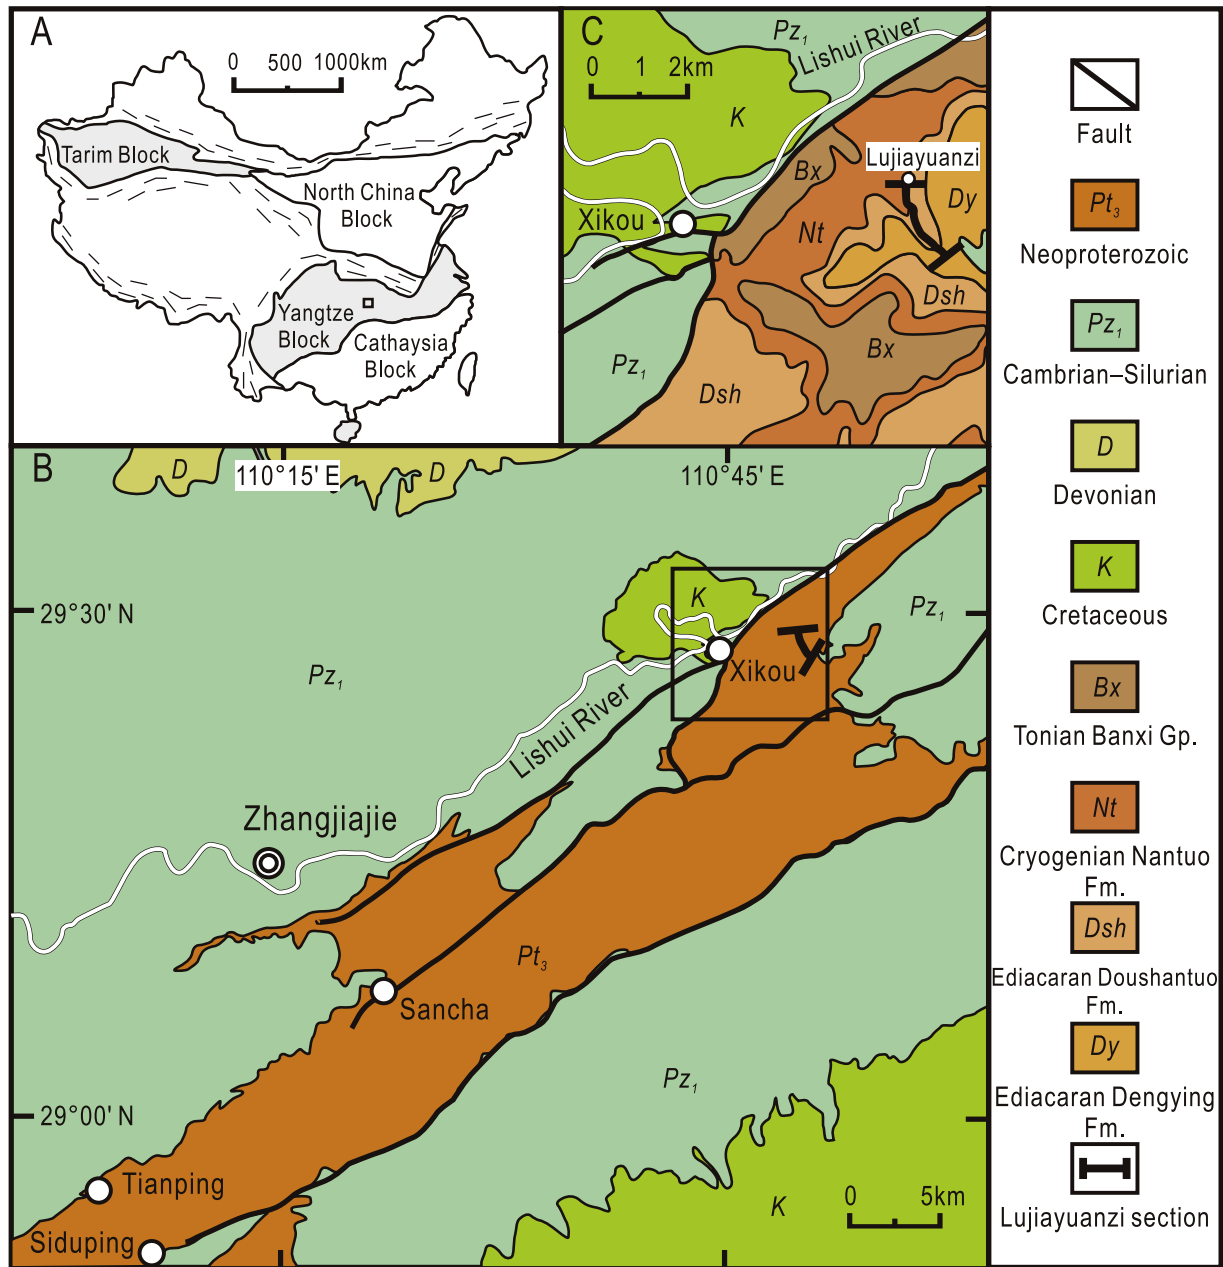 A
0 500 1000km
Tarim Block
North China
Block
Yangtze
Block
Cathaysia
Block
C
Pz1
Lishui River
0 1 2km
K
Lujiayuanzi
Bx
Dy
Xikou
Nt
Dsh
Bx
Pz1
Dsh
B
D
110°15' E
D
110°45' E
29°30' N
K
Pz1
Pz1
Xikou
Lishui River
Zhangjiajie
Pt3
Sancha
Pz1
29°00' N
Tianping
K
0 5km
Siduping
Fault
Pt3
Neoproterozoic
Pz1
Cambrian–Silurian
D
Devonian
K
Cretaceous
Bx
Tonian Banxi Gp.
Nt
Cryogenian Nantuo
Fm.
Dsh
Ediacaran Doushantuo
Fm.
Dy
Ediacaran Dengying
Fm.
Lujiayuanzi section